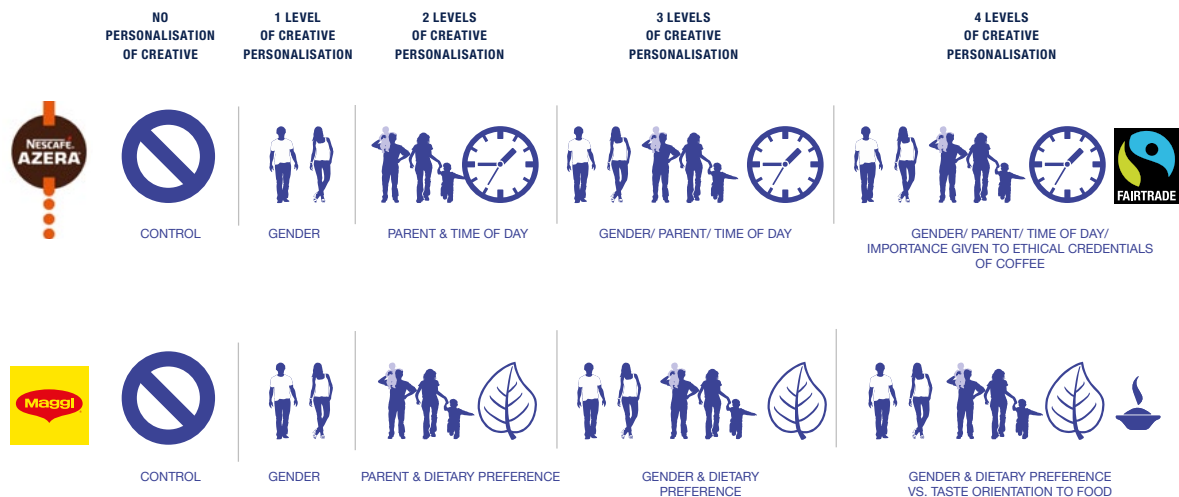 NO
PERSONALISATION
OF CREATIVE
1 LEVEL
OF CREATIVE
PERSONALISATION
2 LEVELS
OF CREATIVE
PERSONALISATION
3 LEVELS
OF CREATIVE
PERSONALISATION
4 LEVELS
OF CREATIVE
PERSONALISATION
NESCAFÉ.
AZERA
FAIRTRADE
CONTROL
GENDER
PARENT & TIME OF DAY
GENDER/ PARENT/ TIME OF DAY
GENDER/ PARENT/ TIME OF DAY/
IMPORTANCE GIVEN TO ETHICAL CREDENTIALS
OF COFFEE
Maggi
CONTROL
GENDER
PARENT & DIETARY PREFERENCE
GENDER & DIETARY
PREFERENCE
GENDER & DIETARY PREFERENCE
VS. TASTE ORIENTATION TO FOOD